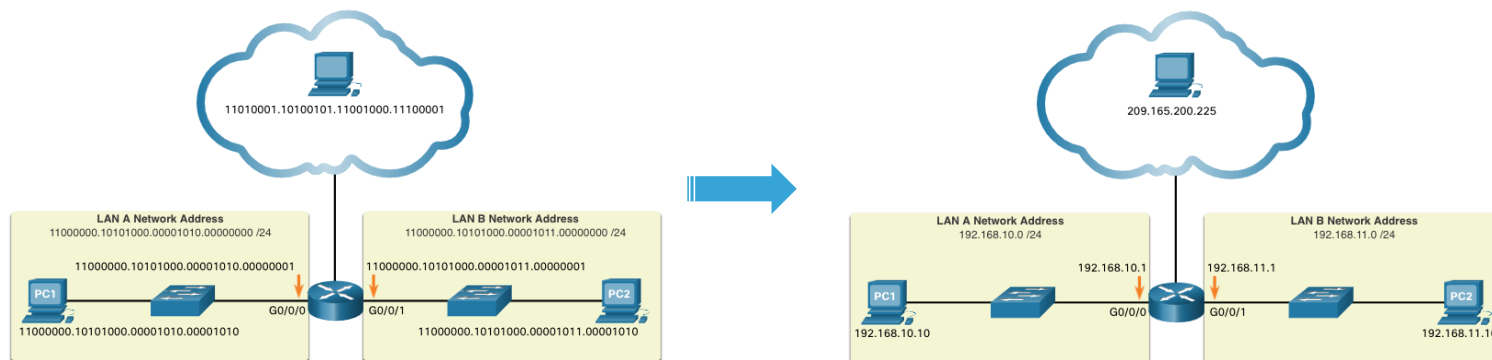 11010001.10100101.11001000.11100001
LAN A Network Address
11000000.10101000.00001010.00000000 /24
11000000.10101000.00001010.00000001
PC1
G0/0/0
11000000.10101000.00001010.00001010
LAN B Network Address
11000000.10101000.00001011.00000000 /24
11000000.10101000.00001011.00000001
PC2
G0/0/1
11000000.10101000.00001011.00001010
209.165.200.225
LAN A Network Address
192.168.10.0 /24
192.168.10.1
PC1
G0/0/0
192.168.10.10
LAN B Network Address
192.168.11.0 /24
192.168.11.1
PC2
G0/0/1
192.168.11.10